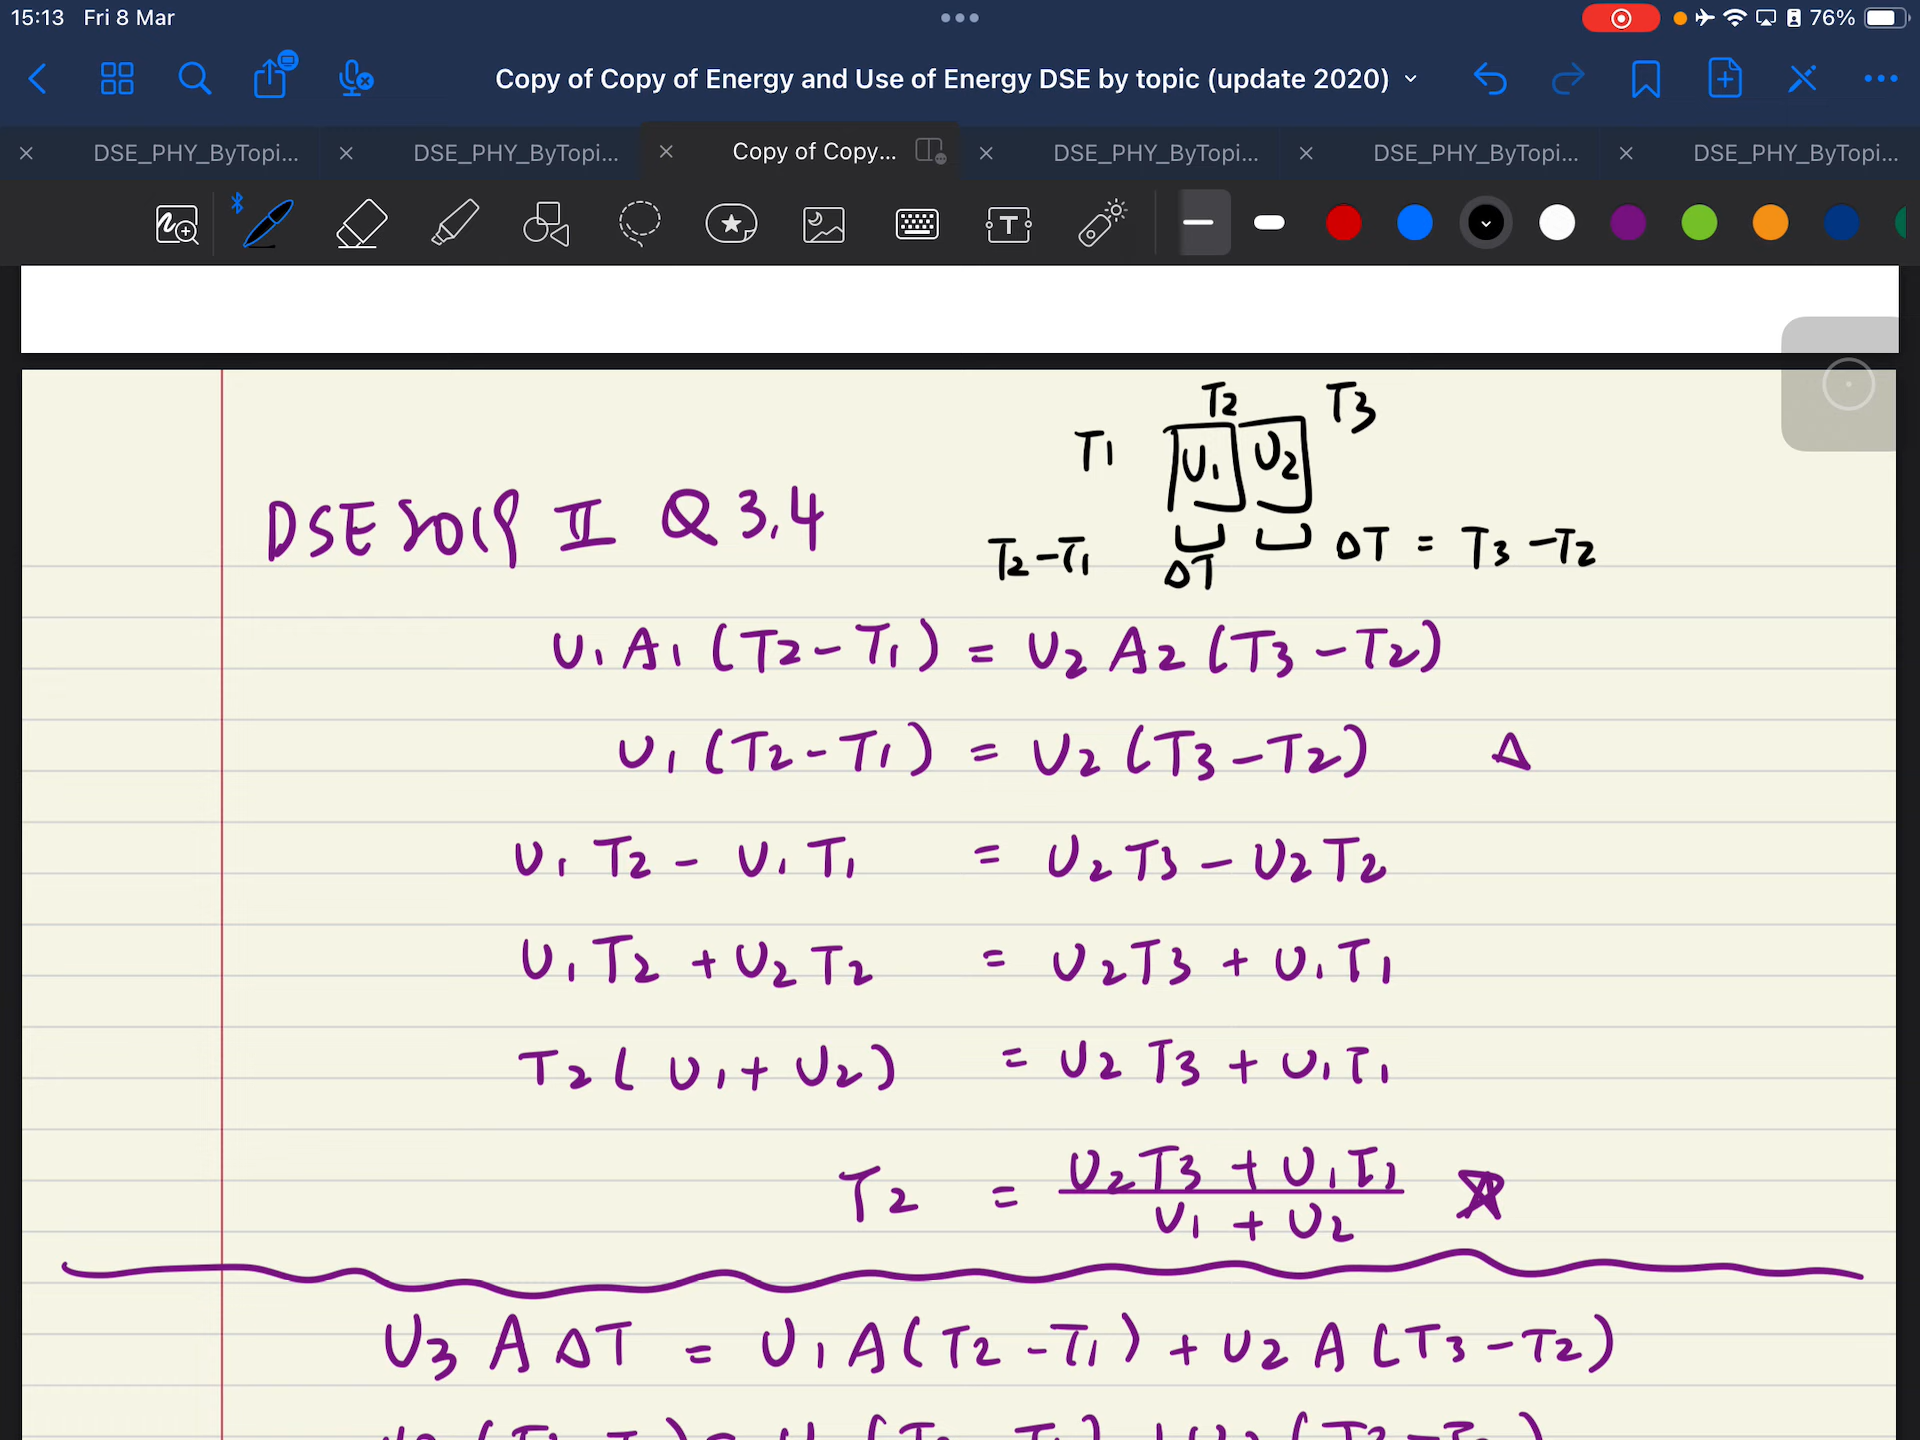 15:13 Fri 8 Mar 76%
Copy of Copy of Energy and Use of Energy DSE by topic (update 2020)
DSE_PHY_ByTopi... DSE_PHY_ByTopi... Copy of Copy... DSE_PHY_ByTopi... DSE_PHY_ByTopi... DSE_PHY_ByTopi...
T2 T3
T1 U1 U2
DSE 2019 II Q 3.4
T2-T1 ΔT ΔT = T3-T2
U1 A1 (T2-T1) = U2 A2 (T3-T2)
U1 (T2-T1) = U2 (T3-T2) Δ
U1 T2 - U1 T1 = U2 T3 - U2 T2
U1 T2 + U2 T2 = U2 T3 + U1 T1
T2 ( U1 + U2 ) = U2 T3 + U1 T1
U2 T3 + U1 T1
T2 =
U1 + U2
U3 A ΔT = U1 A (T2-T1) + U2 A (T3-T2)